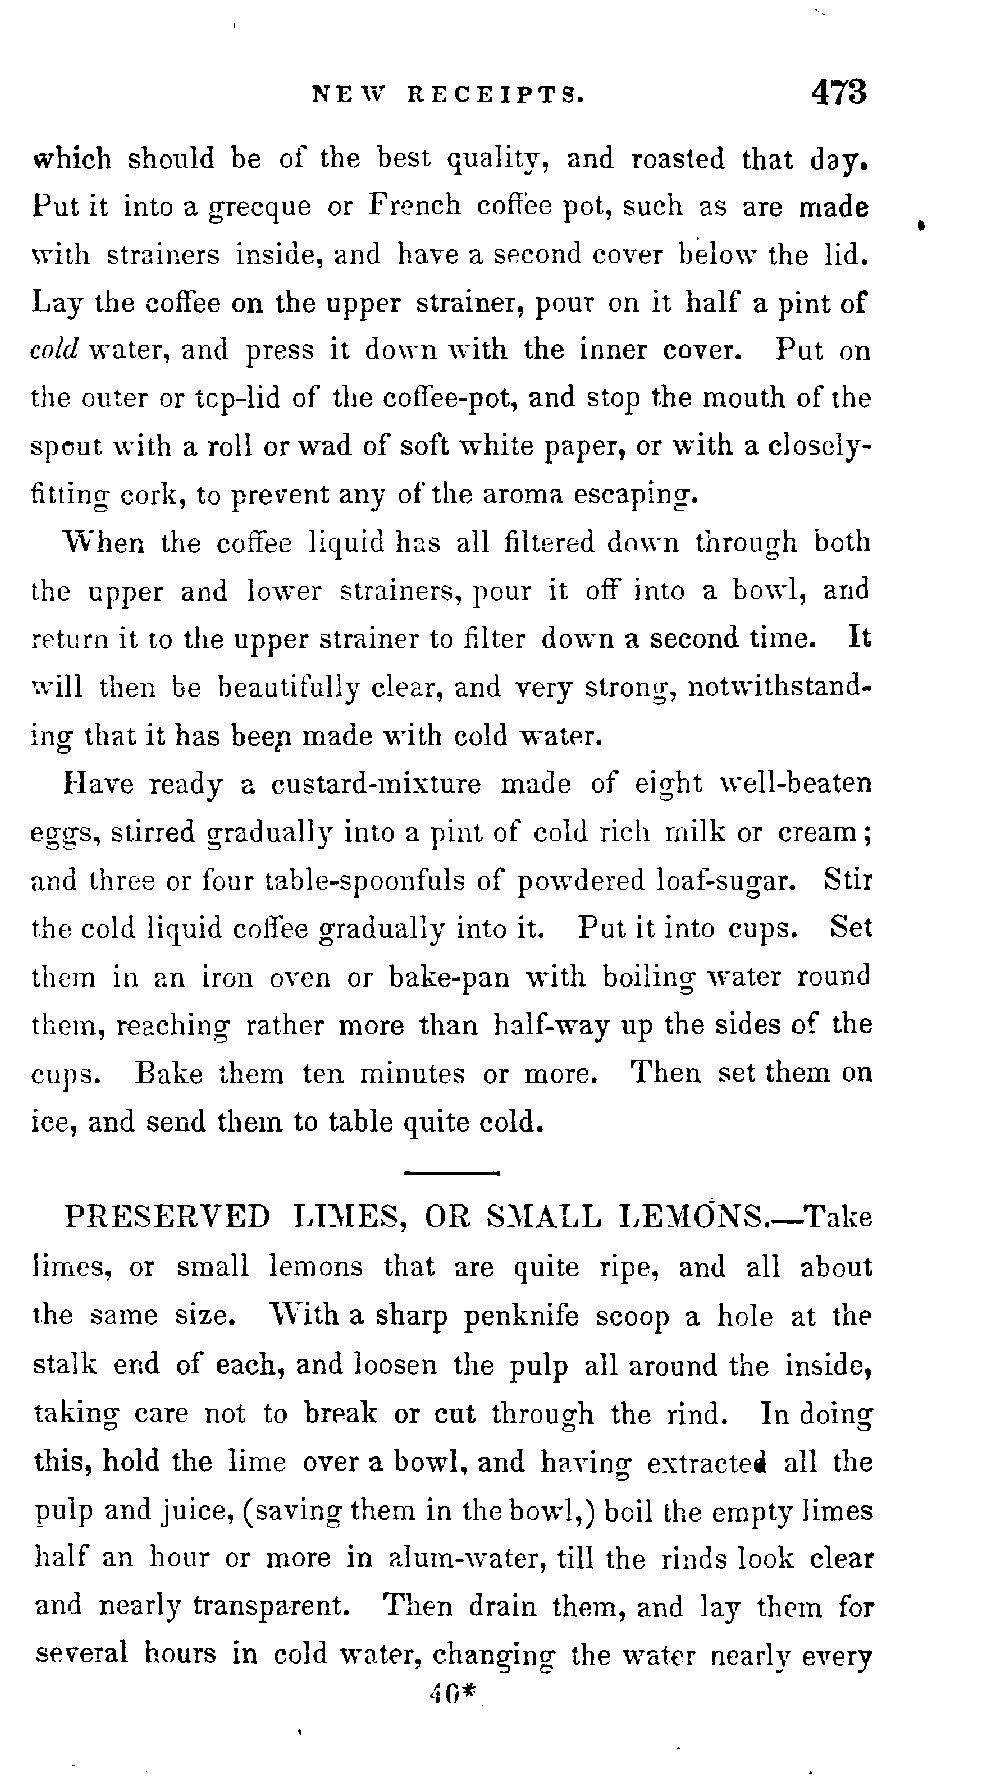 NEW RECEIPTS. 473
which should be of the best quality, and roasted that day.
Put it into a grecque or French coffee pot, such as are made
with strainers inside, and have a second cover below the lid.
Lay the coffee on the upper strainer, pour on it half a pint of
cold water, and press it down with the inner cover. Put on
the outer or top-lid of the coffee-pot, and stop the mouth of the
spout with a roll or wad of soft white paper, or with a closely-
fitting cork, to prevent any of the aroma escaping.
When the coffee liquid has all filtered down through both
the upper and lower strainers, pour it off into a bowl, and
return it to the upper strainer to filter down a second time. It
will then be beautifully clear, and very strong, notwithstand-
ing that it has been made with cold water.
Have ready a custard-mixture made of eight well-beaten
eggs, stirred gradually into a pint of cold rich milk or cream;
and three or four table-spoonfuls of powdered loaf-sugar. Stir
the cold liquid coffee gradually into it. Put it into cups. Set
them in an iron oven or bake-pan with boiling water round
them, reaching rather more than half-way up the sides of the
cups. Bake them ten minutes or more. Then set them on
ice, and send them to table quite cold.
PRESERVED LIMES, OR SMALL LEMONS.—Take
limes, or small lemons that are quite ripe, and all about
the same size. With a sharp penknife scoop a hole at the
stalk end of each, and loosen the pulp all around the inside,
taking care not to break or cut through the rind. In doing
this, hold the lime over a bowl, and having extracted all the
pulp and juice, (saving them in the bowl,) boil the empty limes
half an hour or more in alum-water, till the rinds look clear
and nearly transparent. Then drain them, and lay them for
several hours in cold water, changing the water nearly every
40*